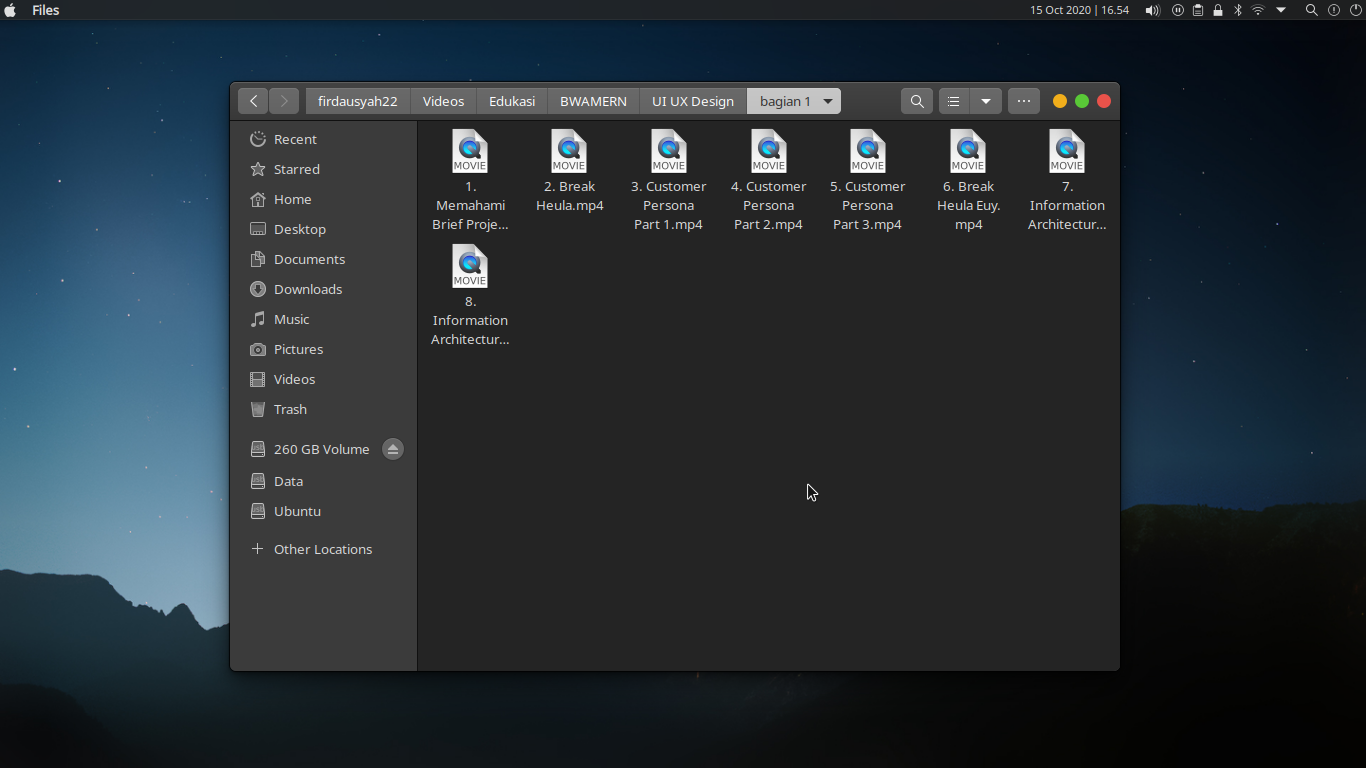 Files
15 Oct 2020 | 16.54
firdausyah22
Videos
Edukasi
BWAMERN
UI UX Design
bagian 1
Recent
Starred
Home
Desktop
Documents
Downloads
Music
Pictures
Videos
Trash
260 GB Volume
Data
Ubuntu
Other Locations
MOVIE
1.
Memahami
Brief Proje...
MOVIE
2. Break
Heula.mp4
MOVIE
3. Customer
Persona
Part 1.mp4
MOVIE
4. Customer
Persona
Part 2.mp4
MOVIE
5. Customer
Persona
Part 3.mp4
MOVIE
6. Break
Heula Euy.
mp4
MOVIE
7.
Information
Architectur...
MOVIE
8.
Information
Architectur...